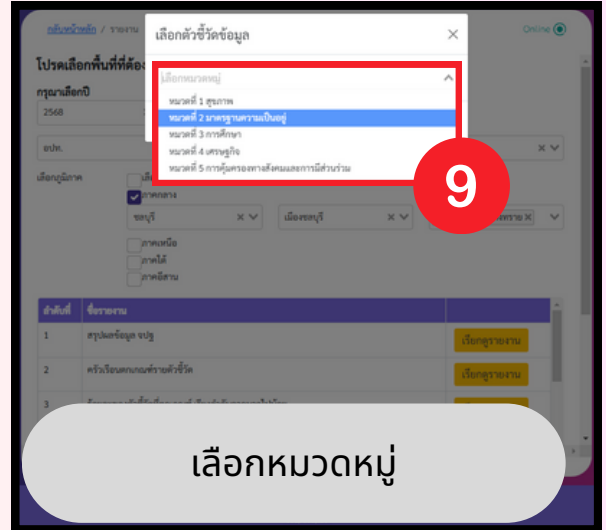 กลับหน้าหลัก / รายงาน
เลือกตัวชี้วัดข้อมูล
Online
โปรดเลือกพื้นที่ที่ต้อง
กรุณาเลือกปี
2568
เลือกหมวดหมู่
หมวดที่ 1 สุขภาพ
หมวดที่ 2 มาตรฐานความเป็นอยู่
หมวดที่ 3 การศึกษา
หมวดที่ 4 เศรษฐกิจ
หมวดที่ 5 การคุ้มครองทางสังคมและการมีส่วนร่วม
9
อปท.
เลือกภูมิภาค
ภาคกลาง
ชลบุรี
เมืองชลบุรี
ภาคเหนือ
ภาคใต้
ภาคอีสาน
ลำดับที่ ชื่อรายงาน
1 สรุปผลข้อมูล จปฐ เรียกดูรายงาน
2 ครัวเรือนตกเกณฑ์รายตัวชี้วัด เรียกดูรายงาน
3
เลือกหมวดหมู่